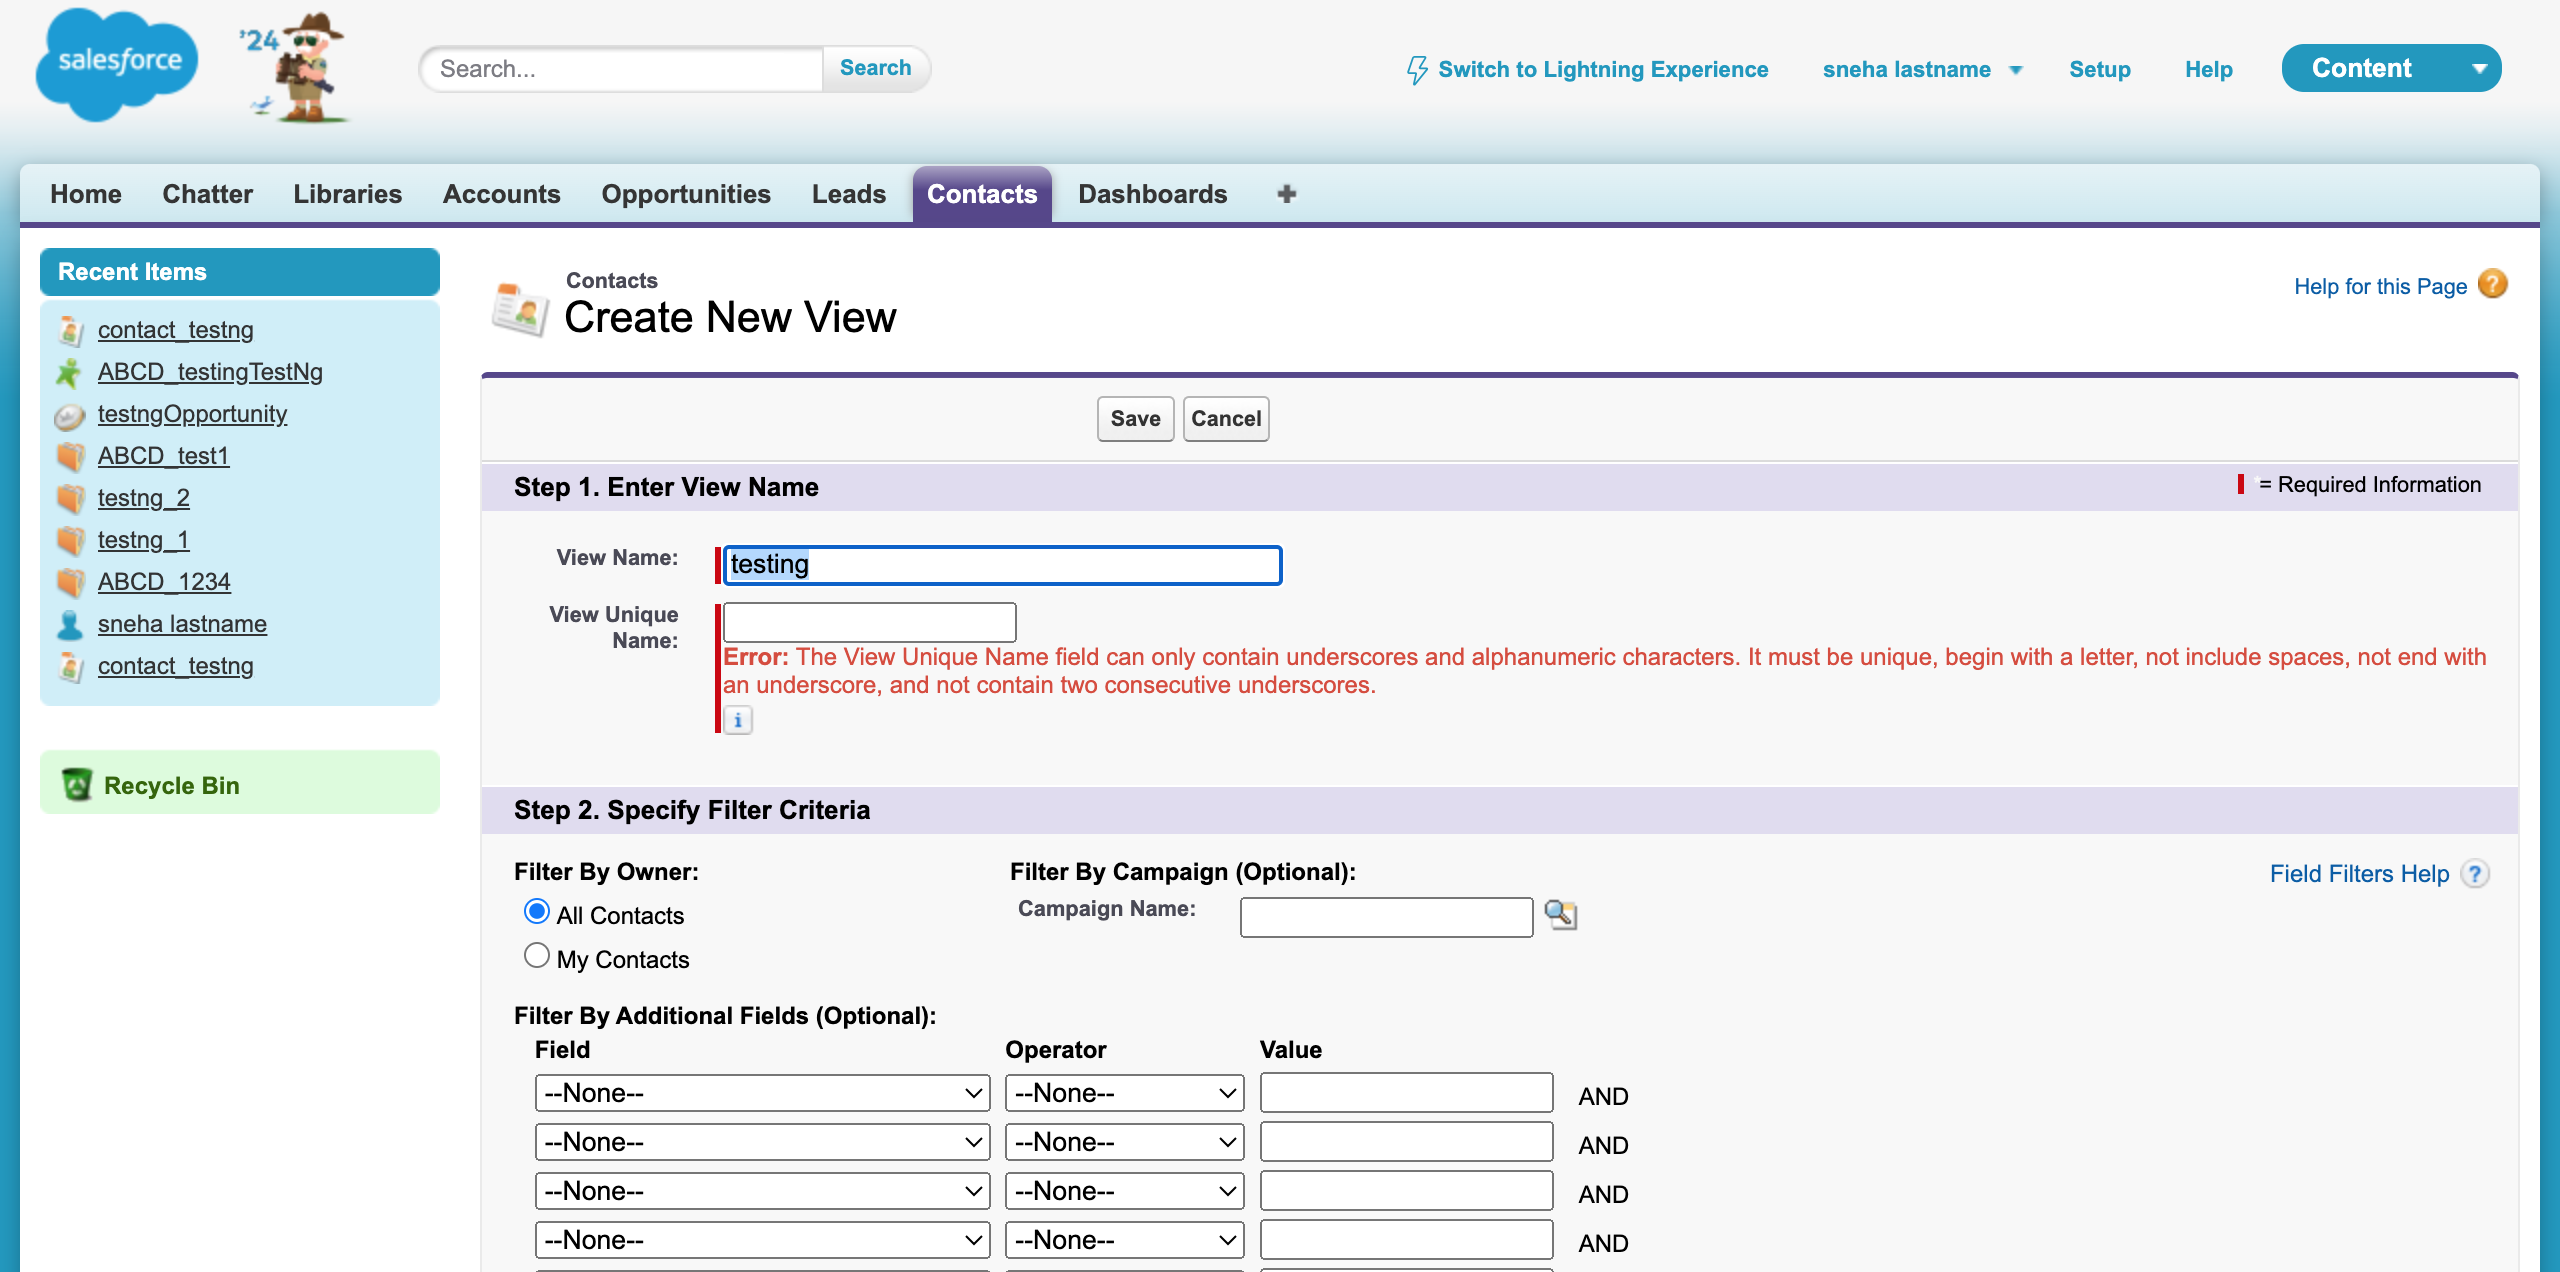 salesforce
'24
Search...
Search
Switch to Lightning Experience
sneha lastname
Setup
Help
Content
Home
Chatter
Libraries
Accounts
Opportunities
Leads
Contacts
Dashboards
+
Recent Items
contact_testng
ABCD_testingTestNg
testngOpportunity
ABCD_test1
testng_2
testng_1
ABCD_1234
sneha lastname
contact_testng
Recycle Bin
Contacts
Create New View
Help for this Page ?
Save
Cancel
Step 1. Enter View Name
= Required Information
View Name:
testing
View Unique
Name:
Error: The View Unique Name field can only contain underscores and alphanumeric characters. It must be unique, begin with a letter, not include spaces, not end with
an underscore, and not contain two consecutive underscores.
i
Step 2. Specify Filter Criteria
Filter By Owner:
All Contacts
My Contacts
Filter By Campaign (Optional):
Campaign Name:
Field Filters Help ?
Filter By Additional Fields (Optional):
Field Operator Value
--None-- --None-- AND
--None-- --None-- AND
--None-- --None-- AND
--None-- --None-- AND